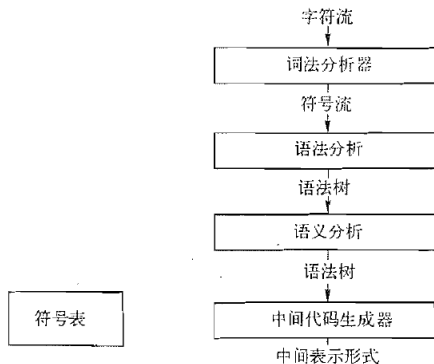 字符流
词法分析器
符号流
语法分析
语法树
语义分析
语法树
符号表
中间代码生成器
中间表示形式